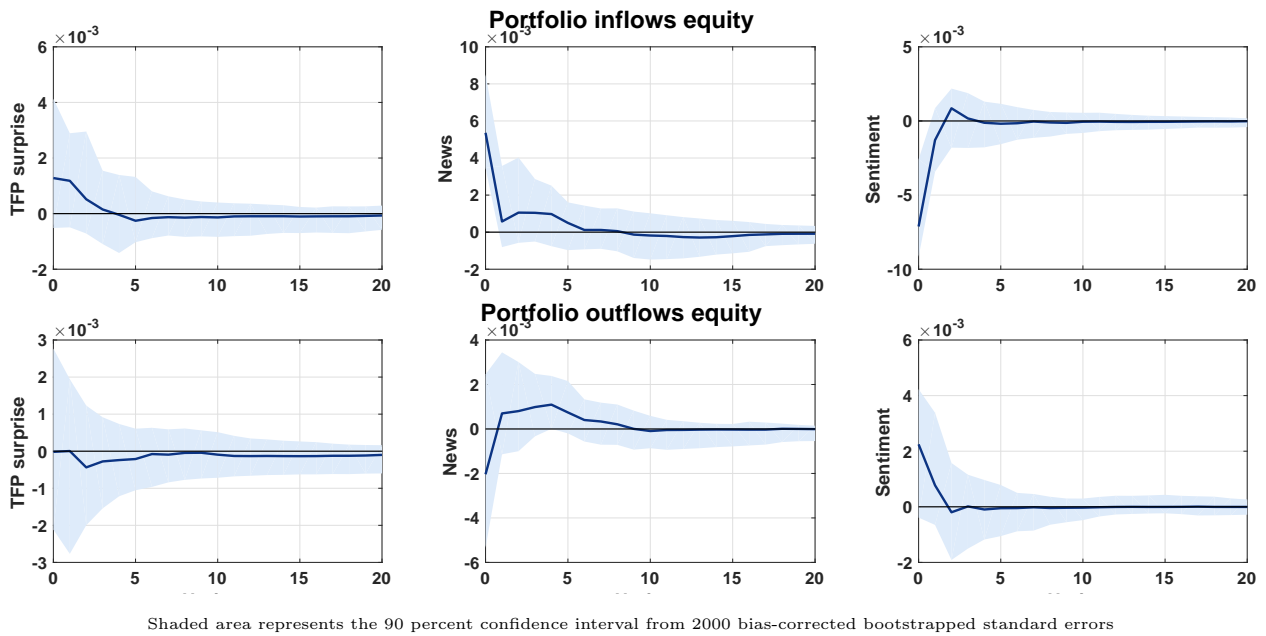 Portfolio inflows equity
×10-3
×10-3
×10-3
TFP surprise
6
4
2
0
-2
0 5 10 15 20
News
10
8
6
4
2
0
-2
0 5 10 15 20
Sentiment
5
0
-5
-10
0 5 10 15 20
Portfolio outflows equity
×10-3
×10-3
×10-3
TFP surprise
3
2
1
0
-1
-2
-3
0 5 10 15 20
News
4
2
0
-2
-4
-6
0 5 10 15 20
Sentiment
6
4
2
0
-2
0 5 10 15 20
Shaded area represents the 90 percent confidence interval from 2000 bias-corrected bootstrapped standard errors